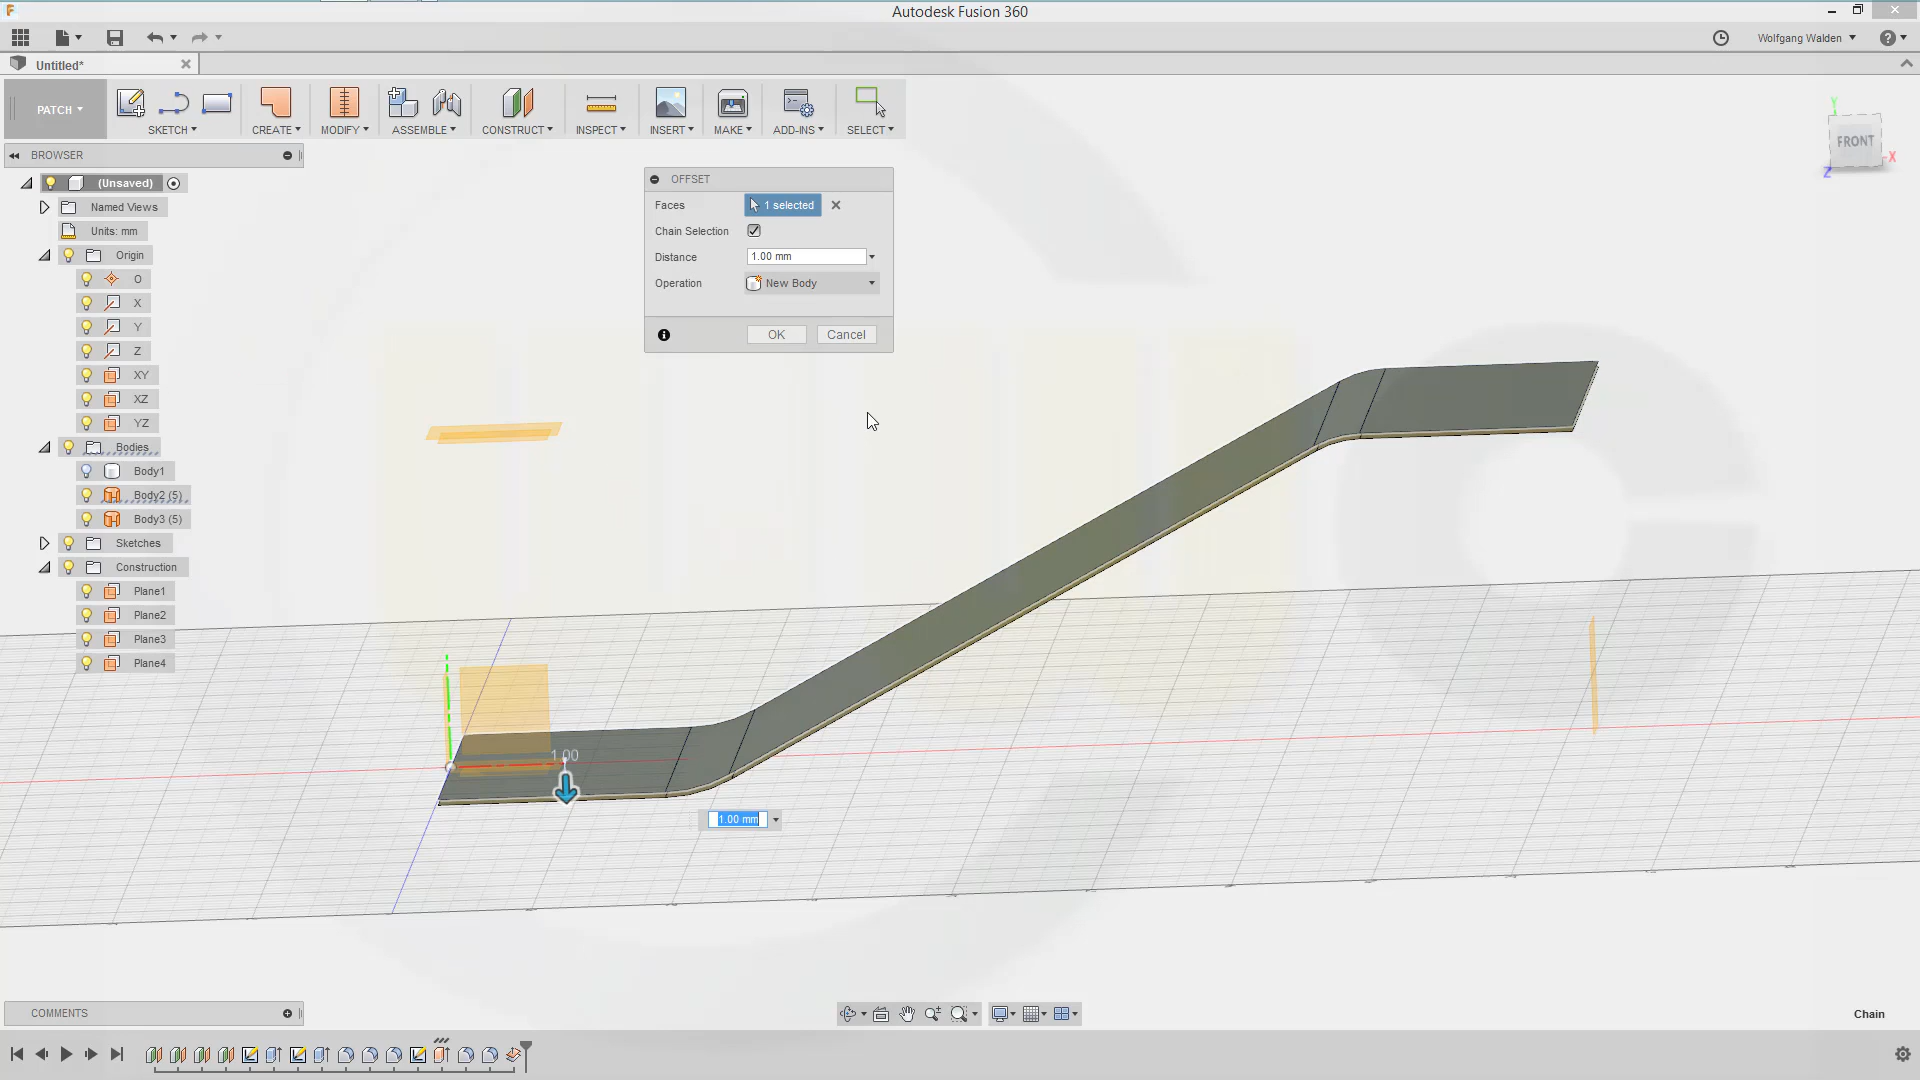 Autodesk Fusion 360
Wolfgang Walden
Untitled*
PATCH
SKETCH
CREATE
MODIFY
ASSEMBLE
CONSTRUCT
INSPECT
INSERT
MAKE
ADD-INS
SELECT
Y
FRONT
X
Z
BROWSER
(Unsaved)
Named Views
Units: mm
Origin
O
X
Y
Z
XY
XZ
YZ
Bodies
Body1
Body2 (5)
Body3 (5)
Sketches
Construction
Plane1
Plane2
Plane3
Plane4
OFFSET
Faces 1 selected
Chain Selection
Distance 1.00 mm
Operation New Body
OK Cancel
1.00
1.00 mm
COMMENTS
Chain